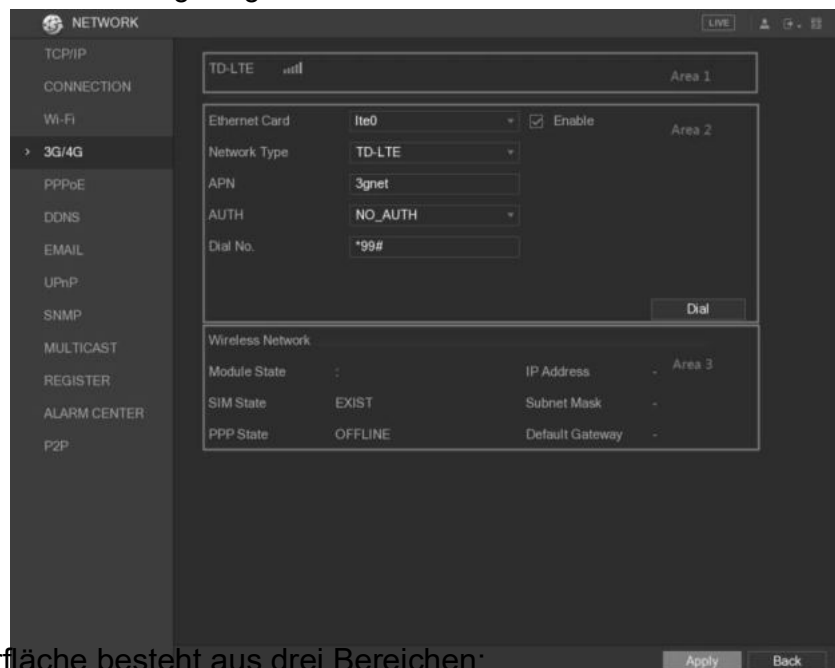 NETWORK
LIVE
TCP/IP
CONNECTION
Wi-Fi
3G/4G
PPPoE
DDNS
EMAIL
UPnP
SNMP
MULTICAST
REGISTER
ALARM CENTER
P2P
TD-LTE
Area 1
Ethernet Card lte0 Enable
Area 2
Network Type TD-LTE
APN 3gnet
AUTH NO_AUTH
Dial No. *99#
Dial
Wireless Network
Module State : IP Address -
Area 3
SIM State EXIST Subnet Mask -
PPP State OFFLINE Default Gateway -
Apply Back
fläche besteht aus drei Bereichen: